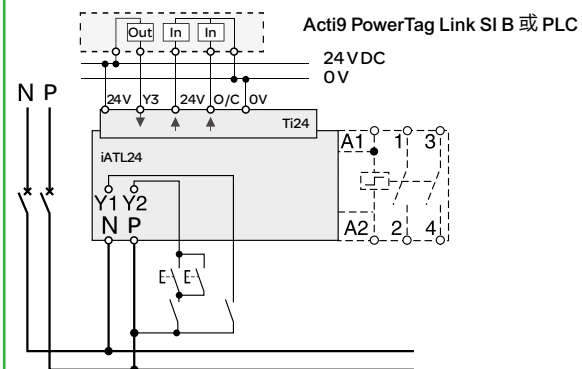 Acti9 PowerTag Link SI B 或 PLC
Out In In
24VDC
0V
N P
24V Y3 24V O/C 0V
Ti24
iATL24
A1 1 3
Y1 Y2
N P
A2 2 4
E E